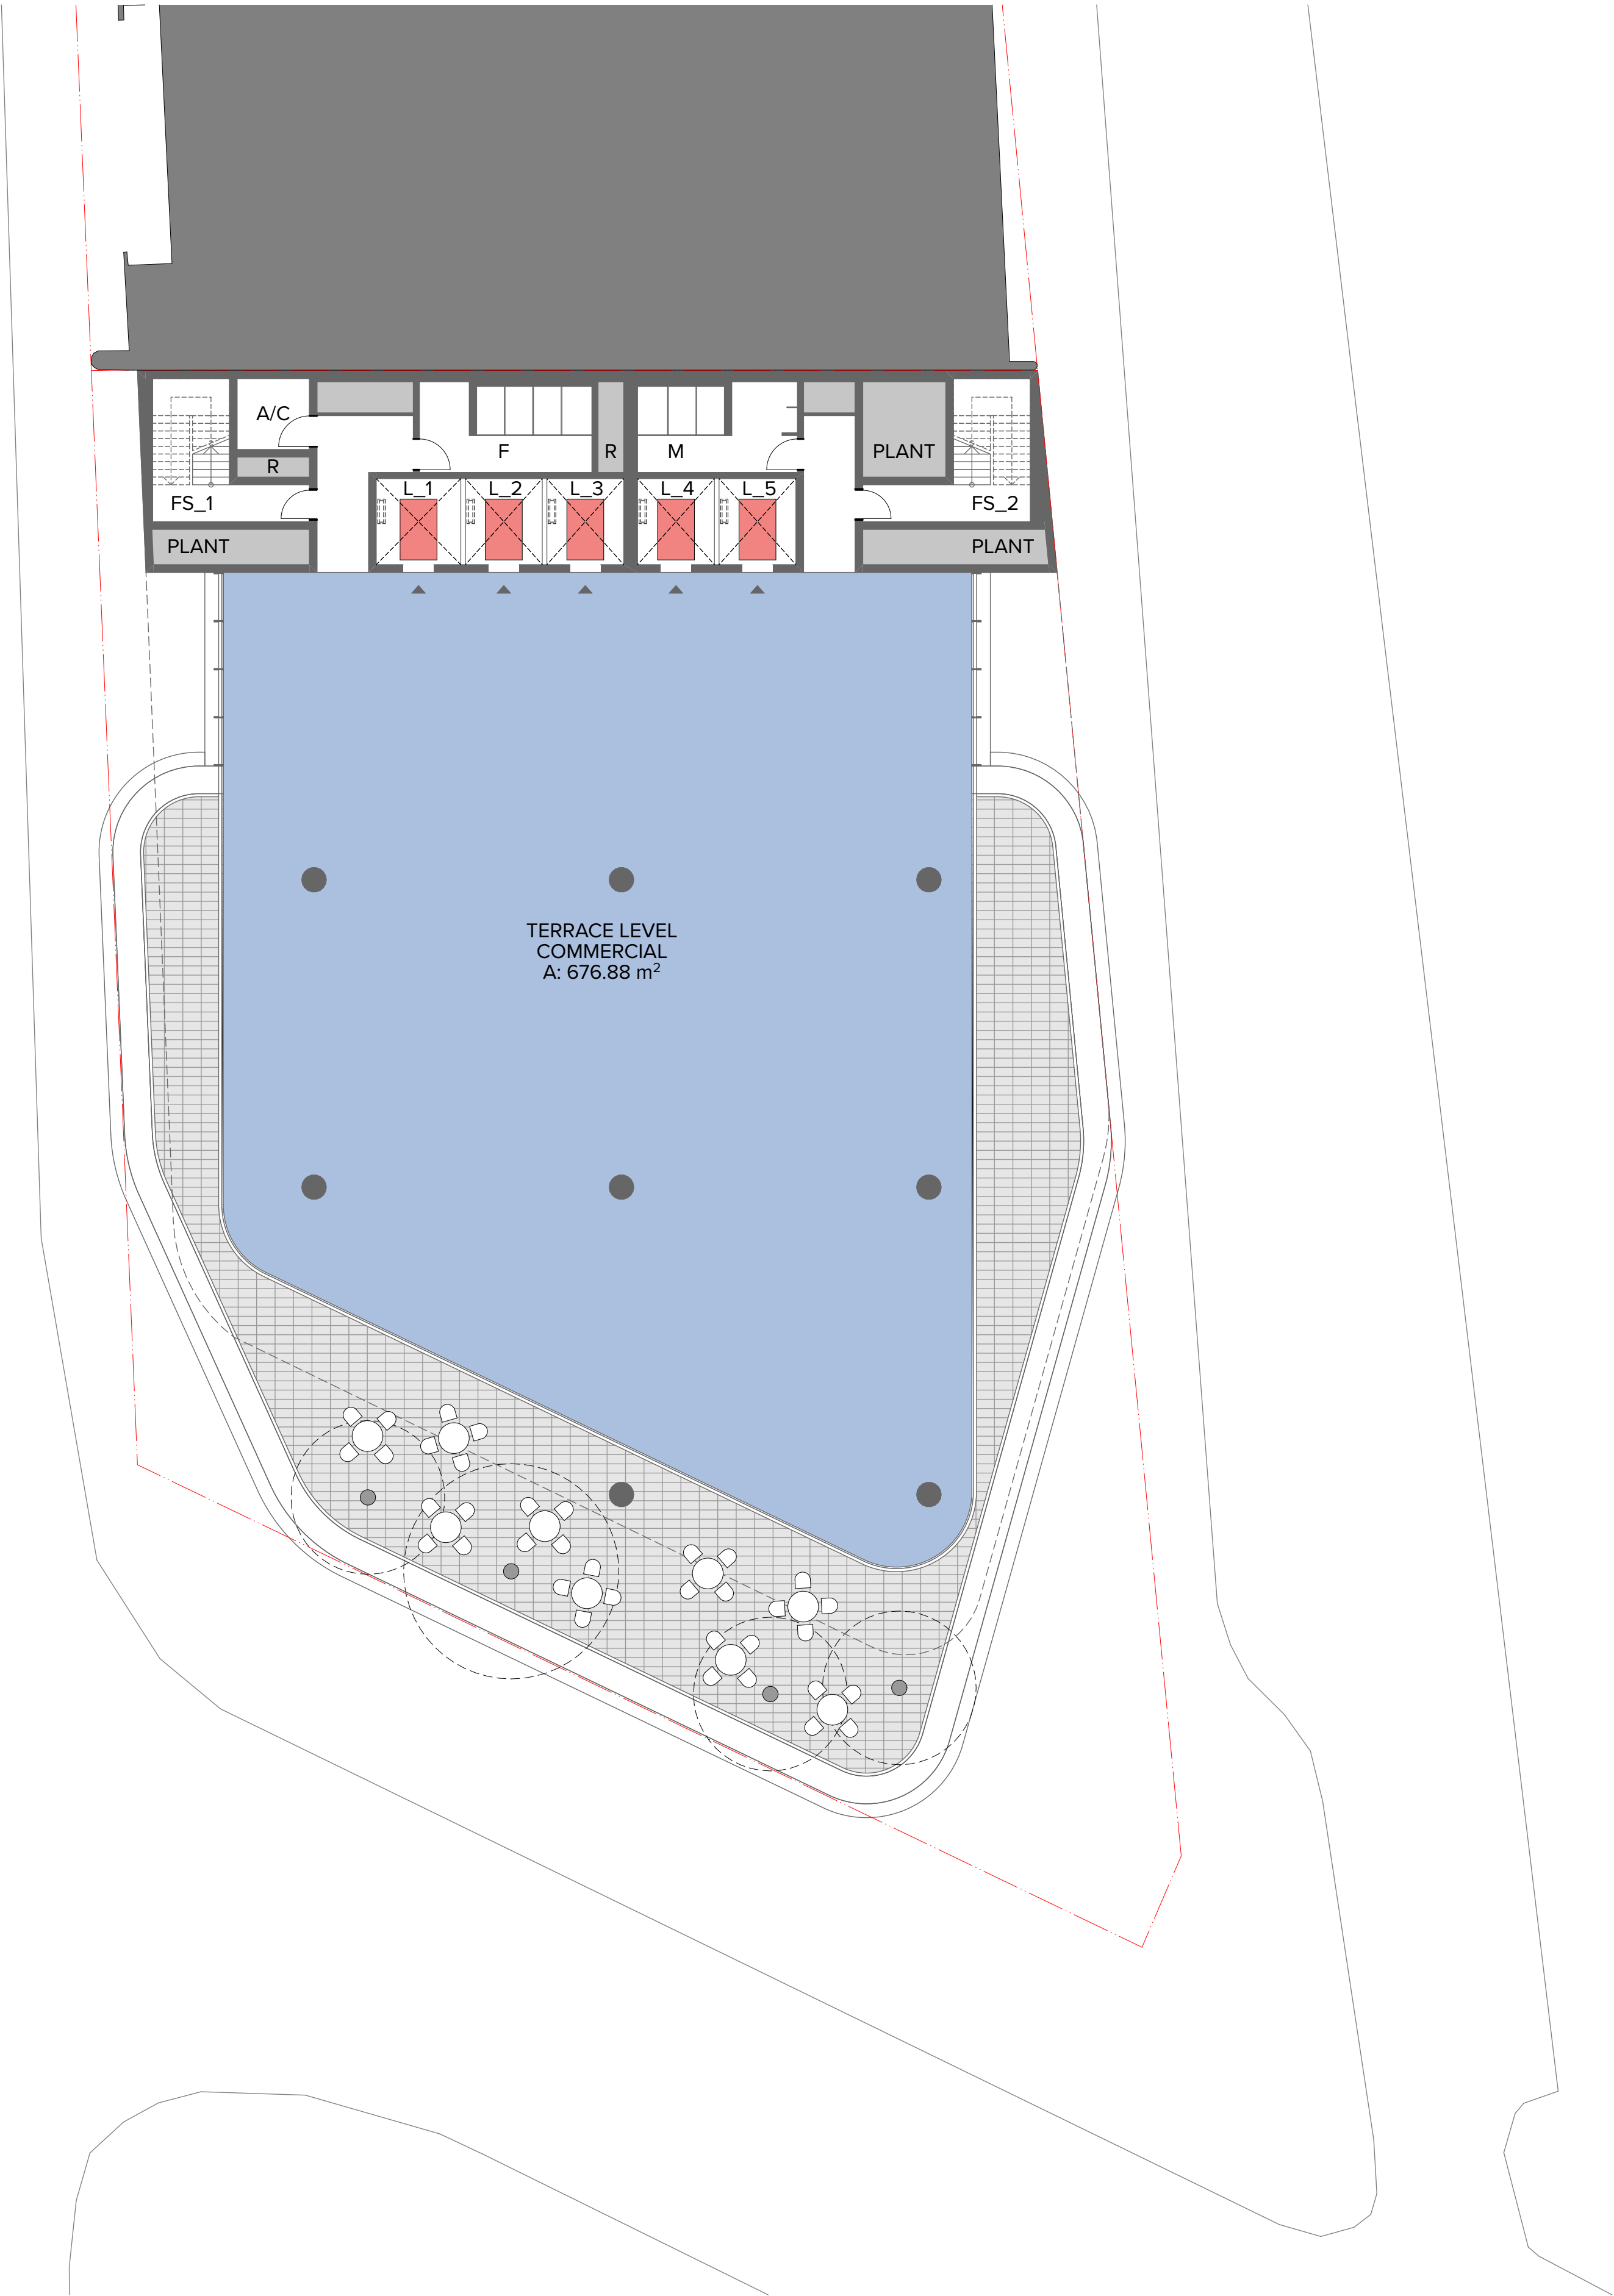 A/C
F
R
M
PLANT
R
L_1
L_2
L_3
L_4
L_5
FS_1
FS_2
PLANT
PLANT
TERRACE LEVEL
COMMERCIAL
A: 676.88 m²